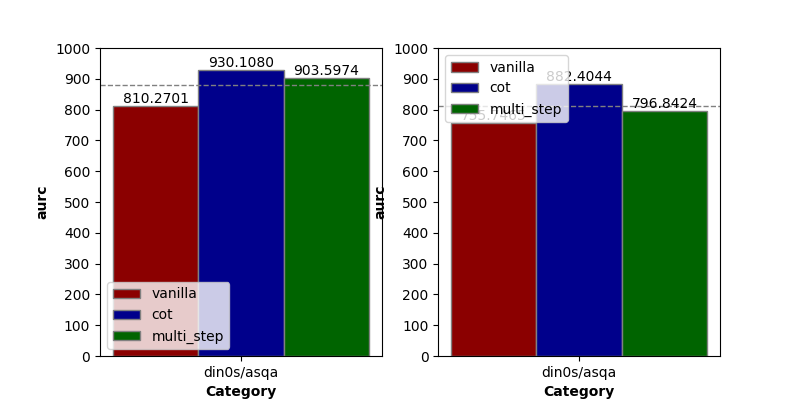 1000
900
800
700
600
500
400
300
200
100
0
aurc
810.2701
930.1080
903.5974
vanilla
cot
multi_step
din0s/asqa
Category
1000
900
800
700
600
500
400
300
200
100
0
aurc
vanilla
cot
multi_step
882.4044
796.8424
din0s/asqa
Category